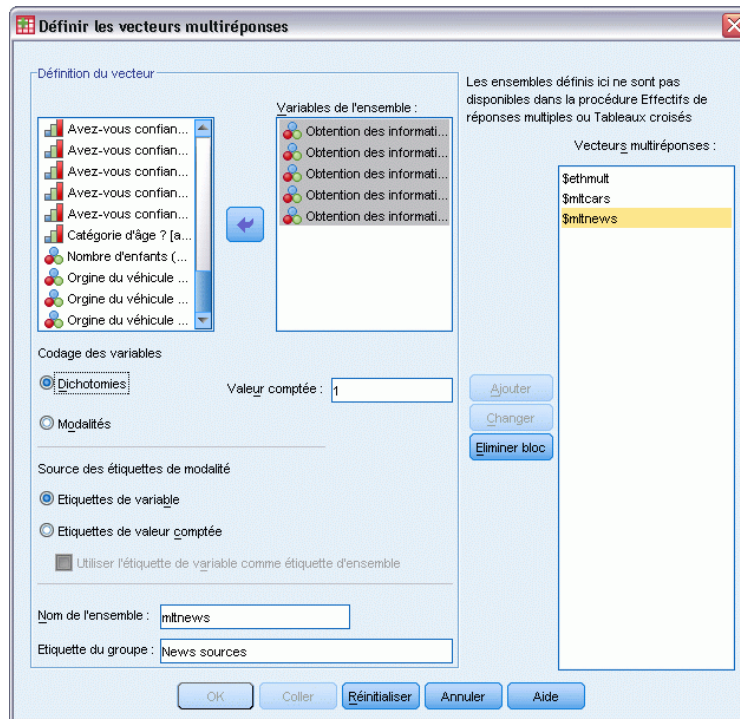 Définir les vecteurs multiréponses
Définition du vecteur
Variables de l'ensemble :
Avez-vous confian...
Avez-vous confian...
Avez-vous confian...
Avez-vous confian...
Avez-vous confian...
Catégorie d'âge ? [a...
Nombre d'enfants (...
Orgine du véhicule ...
Orgine du véhicule ...
Orgine du véhicule ...
Obtention des informati...
Obtention des informati...
Obtention des informati...
Obtention des informati...
Obtention des informati...
Codage des variables
Dichotomies
Valeur comptée : 1
Modalités
Source des étiquettes de modalité
Etiquettes de variable
Etiquettes de valeur comptée
Utiliser l'étiquette de variable comme étiquette d'ensemble
Nom de l'ensemble : mltnews
Etiquette du groupe : News sources
Les ensembles définis ici ne sont pas
disponibles dans la procédure Effectifs de
réponses multiples ou Tableaux croisés
Vecteurs multiréponses :
$ethmult
$mltcars
$mltnews
Ajouter
Changer
Eliminer bloc
OK
Coller
Réinitialiser
Annuler
Aide